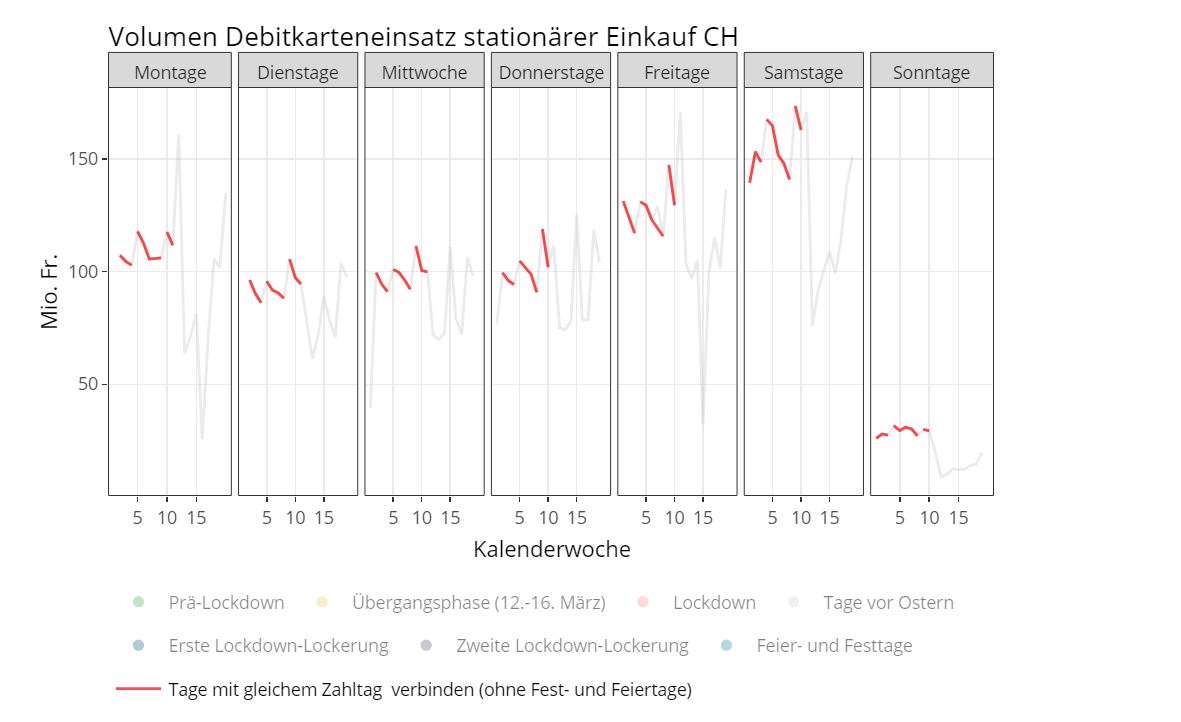 Volumen Debitkarteneinsatz stationärer Einkauf CH
Montage Dienstage Mittwoche Donnerstage Freitage Samstage Sonntage
150
100
50
Mio. Fr.
5 10 15 5 10 15 5 10 15 5 10 15 5 10 15 5 10 15 5 10 15
Kalenderwoche
Prä-Lockdown Übergangsphase (12.-16. März) Lockdown Tage vor Ostern
Erste Lockdown-Lockerung Zweite Lockdown-Lockerung Feier- und Festtage
Tage mit gleichem Zahltag verbinden (ohne Fest- und Feiertage)